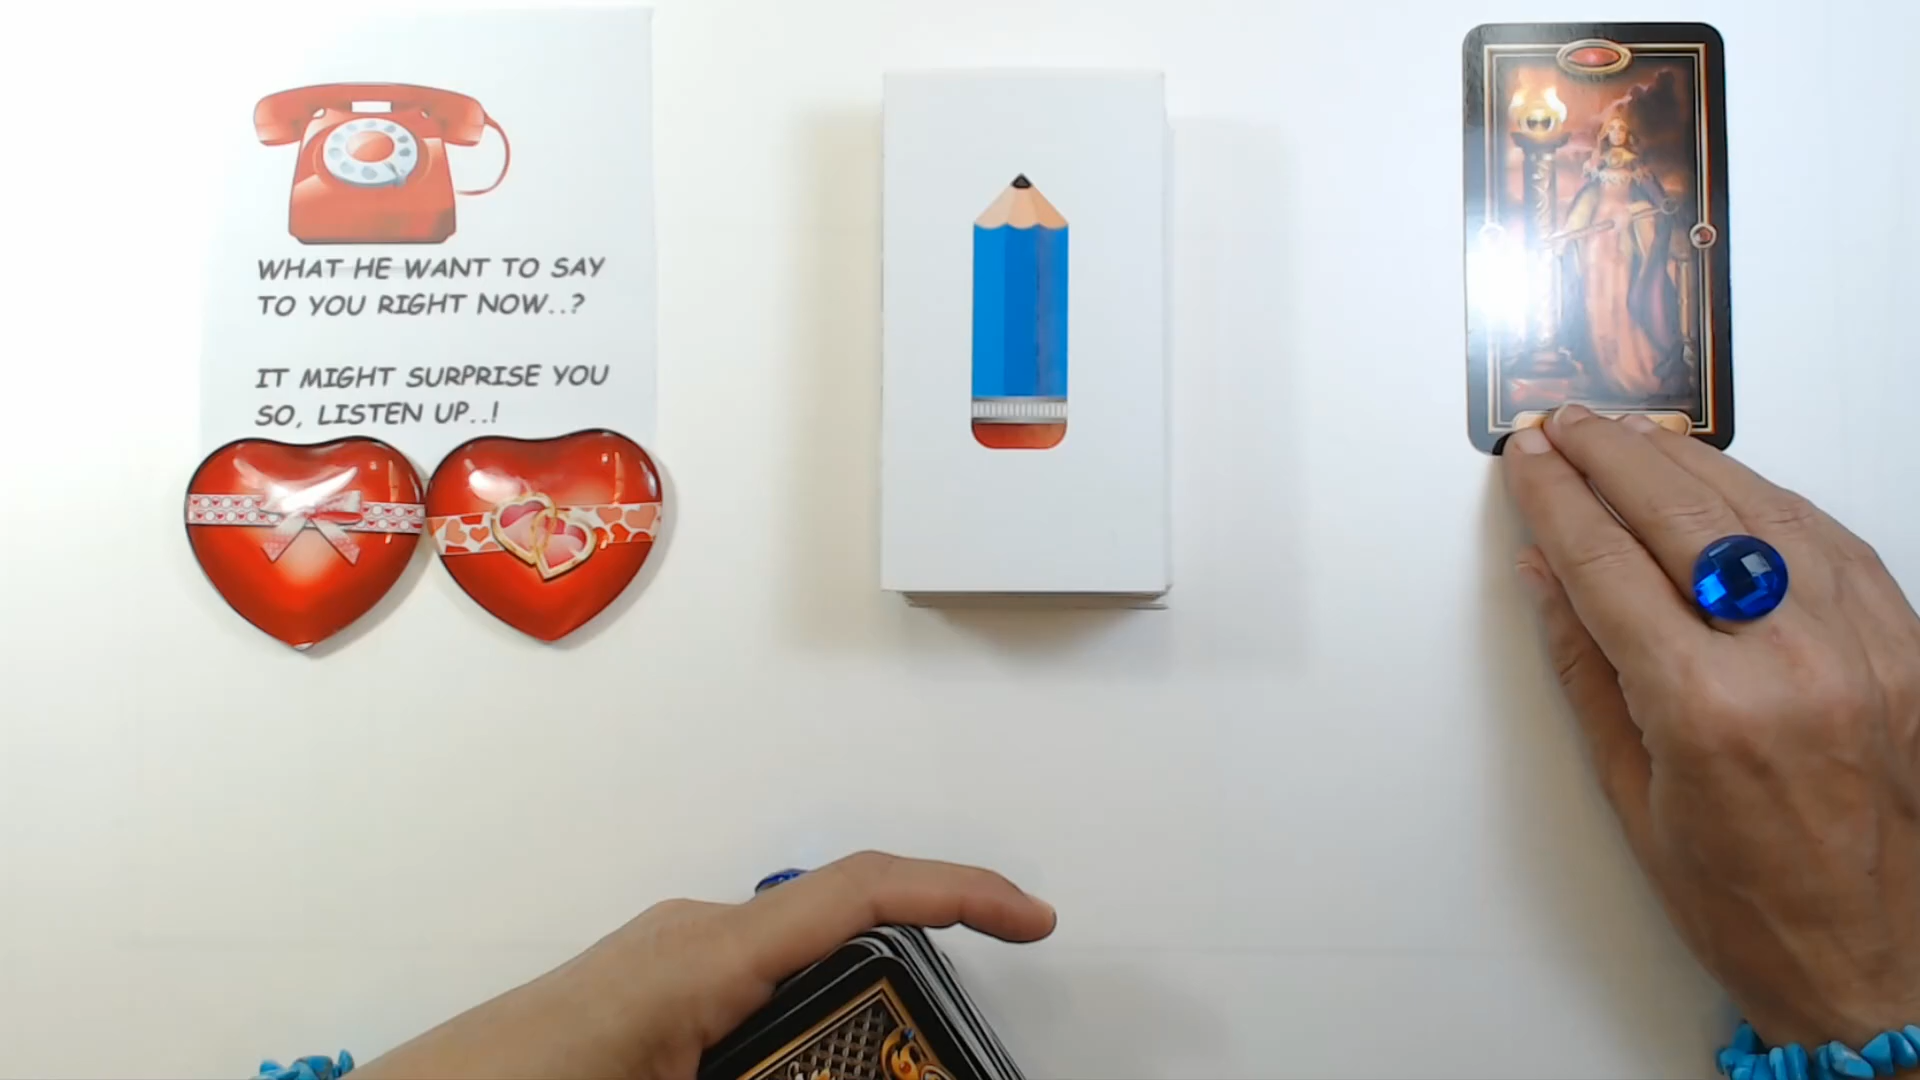 WHAT HE WANT TO SAY
TO YOU RIGHT NOW..?
IT MIGHT SURPRISE YOU
SO, LISTEN UP..!